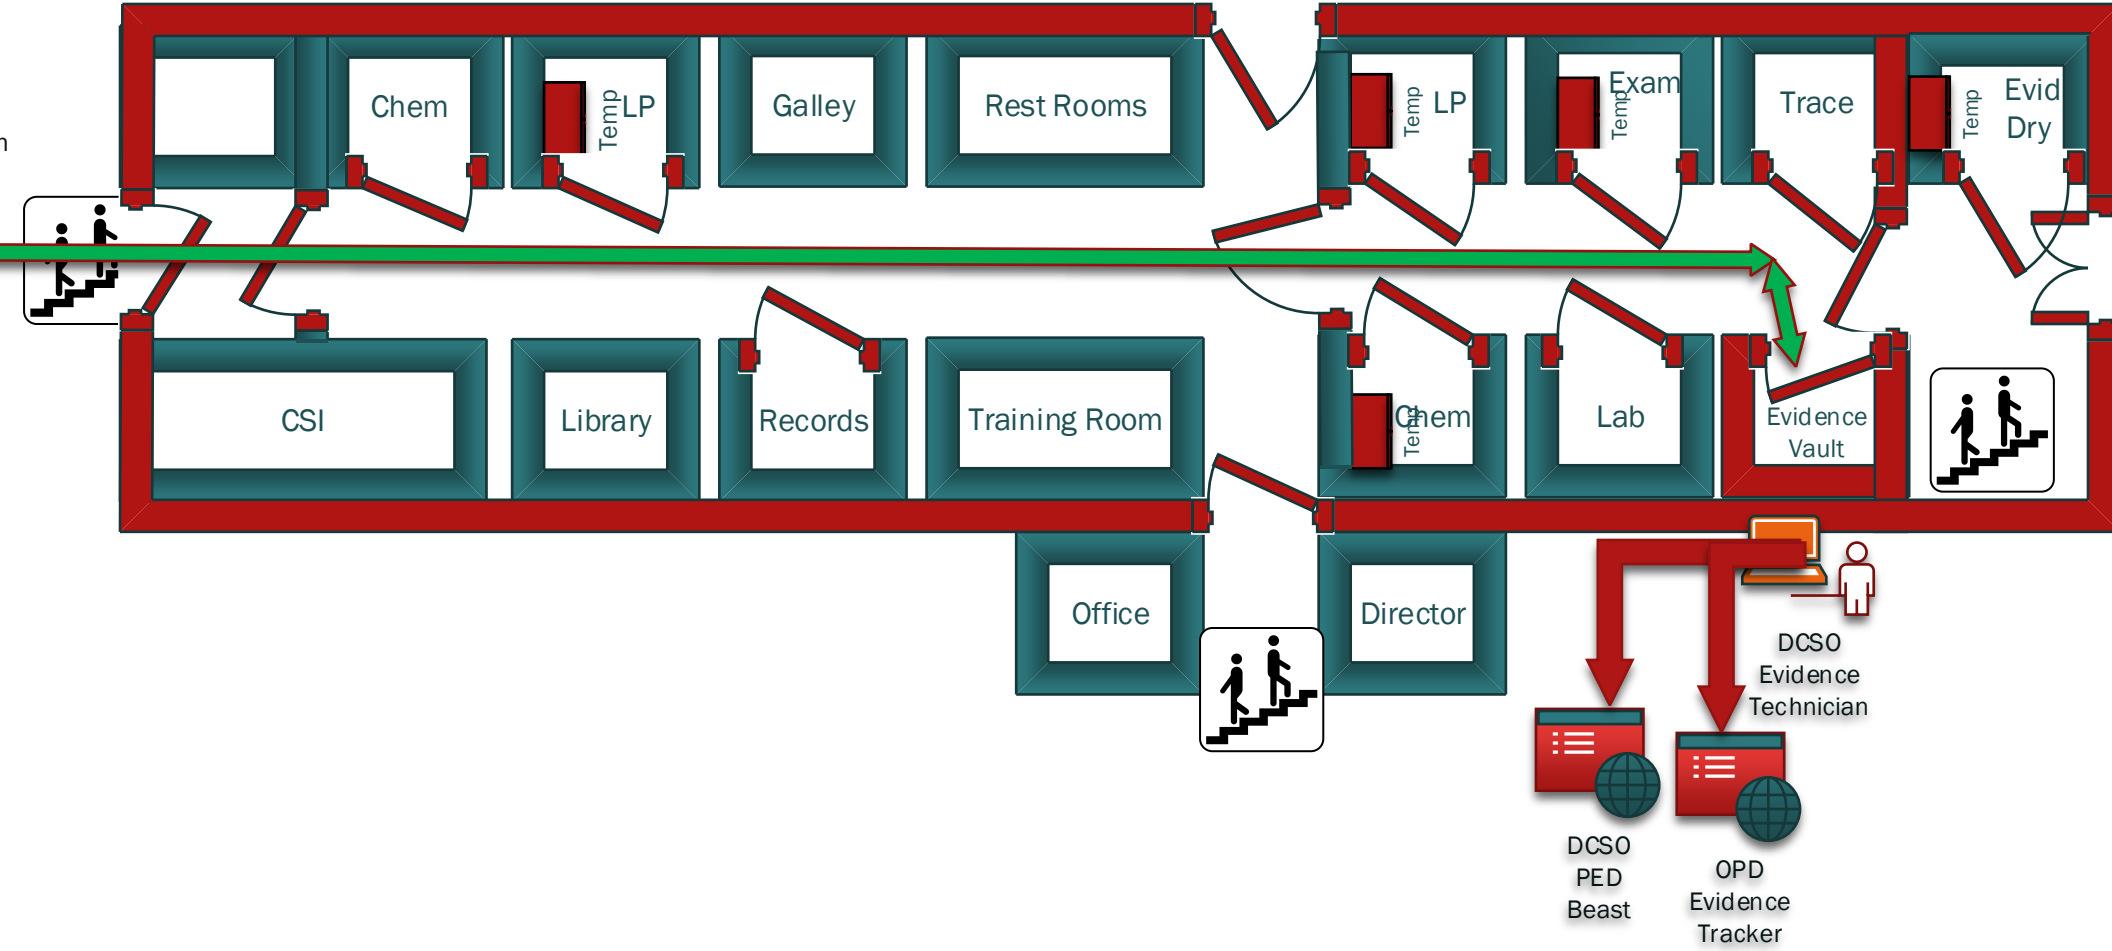 Chem
Temp
LP
Galley
Rest Rooms
Temp
LP
Temp
Exam
Trace
Temp
Evid
Dry
CSI
Library
Records
Training Room
Temp
Chem
Lab
Evidence
Vault
Office
Director
DCSO
Evidence
Technician
DCSO
PED
Beast
OPD
Evidence
Tracker